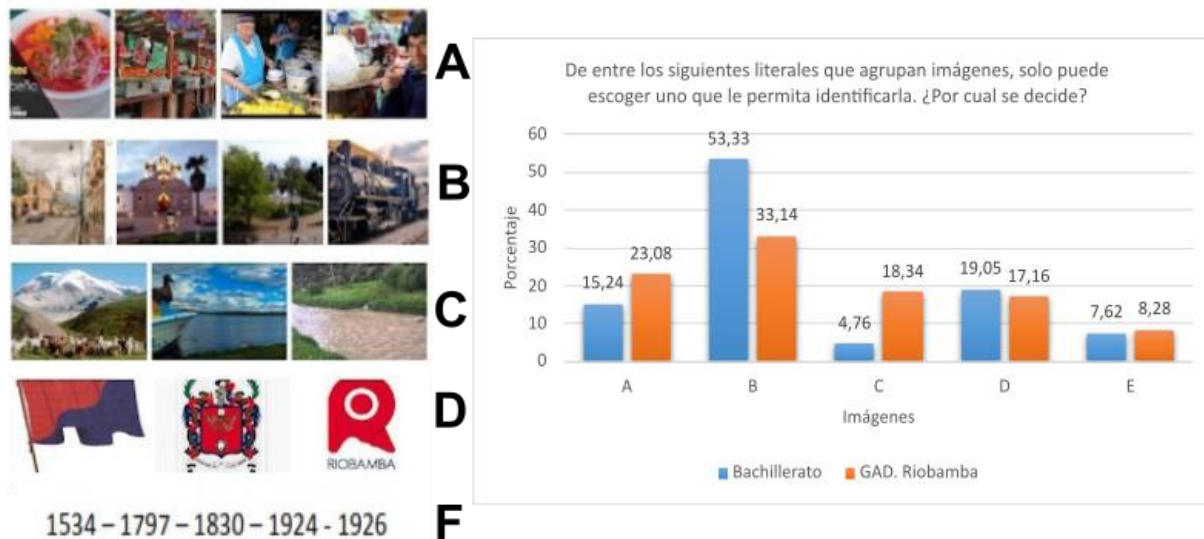 A
B
C
D
RIOBAMBA
1534 – 1797 – 1830 – 1924 - 1926
F
De entre los siguientes literales que agrupan imágenes, solo puede
escoger uno que le permita identificarla. ¿Por cual se decide?
Porcentaje
60
50
40
30
20
10
0
15,24
23,08
53,33
33,14
4,76
18,34
19,05
17,16
7,62
8,28
A
B
C
D
E
Imágenes
Bachillerato
GAD. Riobamba